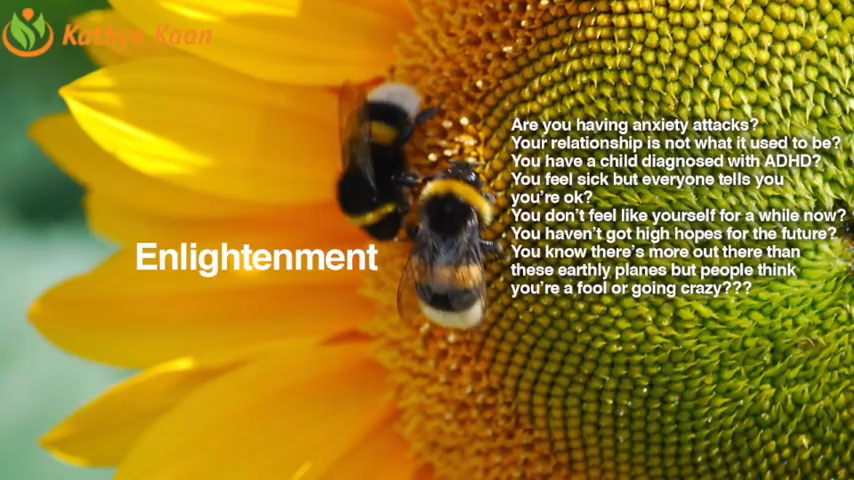 Kathye Kaan
Are you having anxiety attacks?
Your relationship is not what it used to be?
You have a child diagnosed with ADHD?
You feel sick but everyone tells you
you're ok?
You don't feel like yourself for a while now?
You haven't got high hopes for the future?
You know there's more out there than
these earthly planes but people think
you're a fool or going crazy???
Enlightenment